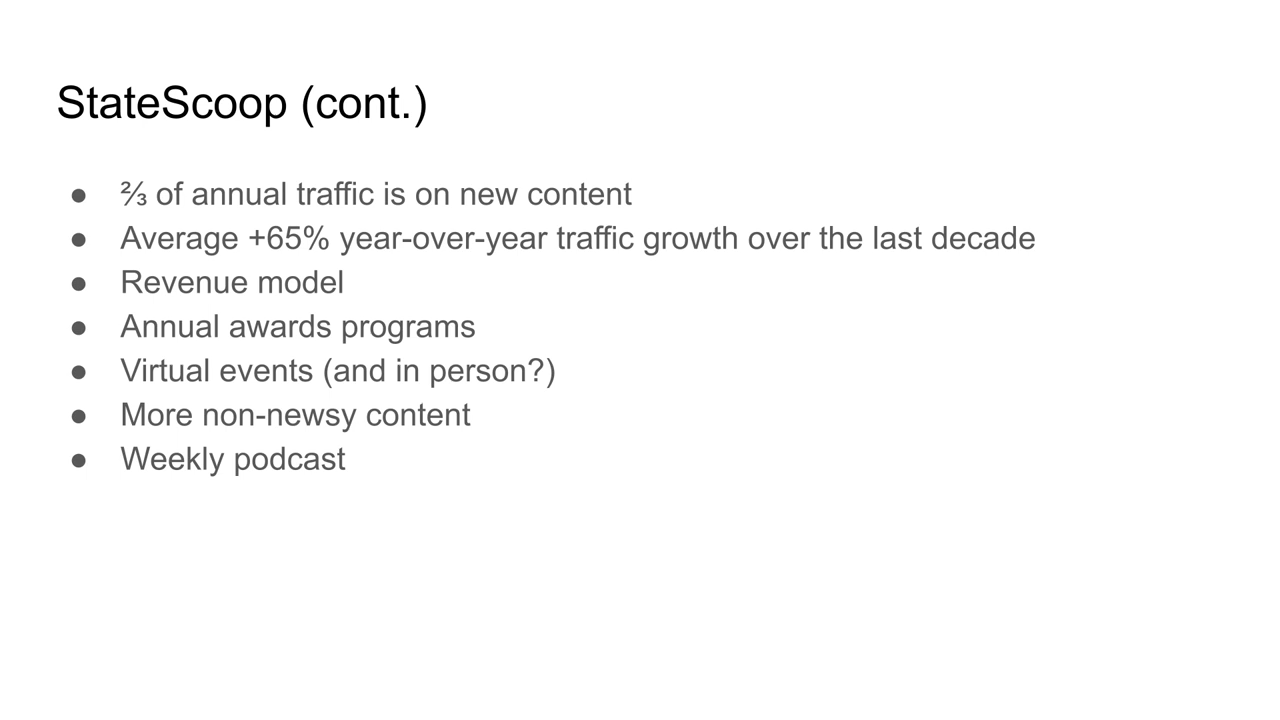 StateScoop (cont.)
● ⅔ of annual traffic is on new content
● Average +65% year-over-year traffic growth over the last decade
● Revenue model
● Annual awards programs
● Virtual events (and in person?)
● More non-newsy content
● Weekly podcast